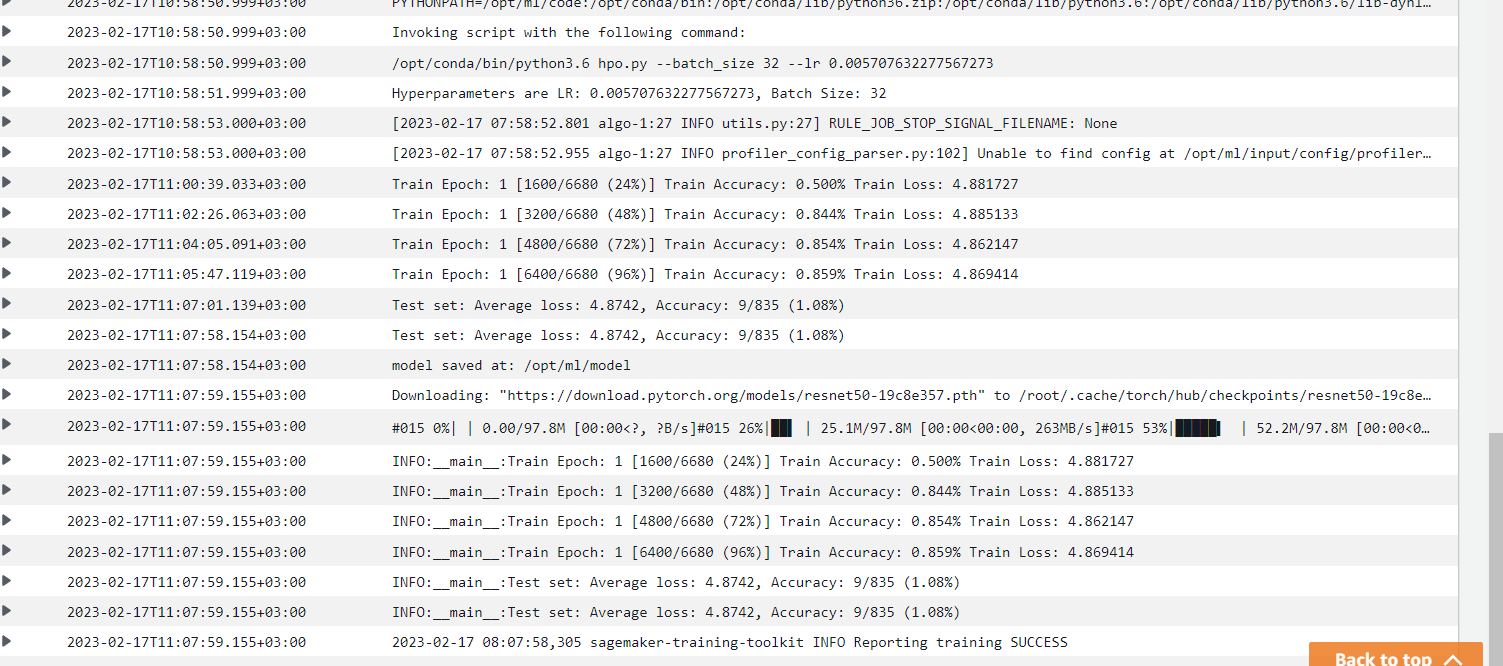 2023-02-17T10:58:50.999+03:00 PYTHONPATH=/opt/ml/code:/opt/conda/bin:/opt/conda/lib/python36.zip:/opt/conda/lib/python3.6:/opt/conda/lib/python3.6/lib-dynl…
2023-02-17T10:58:50.999+03:00 Invoking script with the following command:
2023-02-17T10:58:50.999+03:00 /opt/conda/bin/python3.6 hpo.py --batch_size 32 --lr 0.005707632277567273
2023-02-17T10:58:51.999+03:00 Hyperparameters are LR: 0.005707632277567273, Batch Size: 32
2023-02-17T10:58:53.000+03:00 [2023-02-17 07:58:52.801 algo-1:27 INFO utils.py:27] RULE_JOB_STOP_SIGNAL_FILENAME: None
2023-02-17T10:58:53.000+03:00 [2023-02-17 07:58:52.955 algo-1:27 INFO profiler_config_parser.py:102] Unable to find config at /opt/ml/input/config/profiler…
2023-02-17T11:00:39.033+03:00 Train Epoch: 1 [1600/6680 (24%)] Train Accuracy: 0.500% Train Loss: 4.881727
2023-02-17T11:02:26.063+03:00 Train Epoch: 1 [3200/6680 (48%)] Train Accuracy: 0.844% Train Loss: 4.885133
2023-02-17T11:04:05.091+03:00 Train Epoch: 1 [4800/6680 (72%)] Train Accuracy: 0.854% Train Loss: 4.862147
2023-02-17T11:05:47.119+03:00 Train Epoch: 1 [6400/6680 (96%)] Train Accuracy: 0.859% Train Loss: 4.869414
2023-02-17T11:07:01.139+03:00 Test set: Average loss: 4.8742, Accuracy: 9/835 (1.08%)
2023-02-17T11:07:58.154+03:00 Test set: Average loss: 4.8742, Accuracy: 9/835 (1.08%)
2023-02-17T11:07:58.154+03:00 model saved at: /opt/ml/model
2023-02-17T11:07:59.155+03:00 Downloading: "https://download.pytorch.org/models/resnet50-19c8e357.pth" to /root/.cache/torch/hub/checkpoints/resnet50-19c8e…
2023-02-17T11:07:59.155+03:00 #015 0%| | 0.00/97.8M [00:00<?, ?B/s]#015 26%|██▌ | 25.1M/97.8M [00:00<00:00, 263MB/s]#015 53%|█████▎ | 52.2M/97.8M [00:00<0…
2023-02-17T11:07:59.155+03:00 INFO:__main__:Train Epoch: 1 [1600/6680 (24%)] Train Accuracy: 0.500% Train Loss: 4.881727
2023-02-17T11:07:59.155+03:00 INFO:__main__:Train Epoch: 1 [3200/6680 (48%)] Train Accuracy: 0.844% Train Loss: 4.885133
2023-02-17T11:07:59.155+03:00 INFO:__main__:Train Epoch: 1 [4800/6680 (72%)] Train Accuracy: 0.854% Train Loss: 4.862147
2023-02-17T11:07:59.155+03:00 INFO:__main__:Train Epoch: 1 [6400/6680 (96%)] Train Accuracy: 0.859% Train Loss: 4.869414
2023-02-17T11:07:59.155+03:00 INFO:__main__:Test set: Average loss: 4.8742, Accuracy: 9/835 (1.08%)
2023-02-17T11:07:59.155+03:00 INFO:__main__:Test set: Average loss: 4.8742, Accuracy: 9/835 (1.08%)
2023-02-17T11:07:59.155+03:00 2023-02-17 08:07:58,305 sagemaker-training-toolkit INFO Reporting training SUCCESS
Back to top